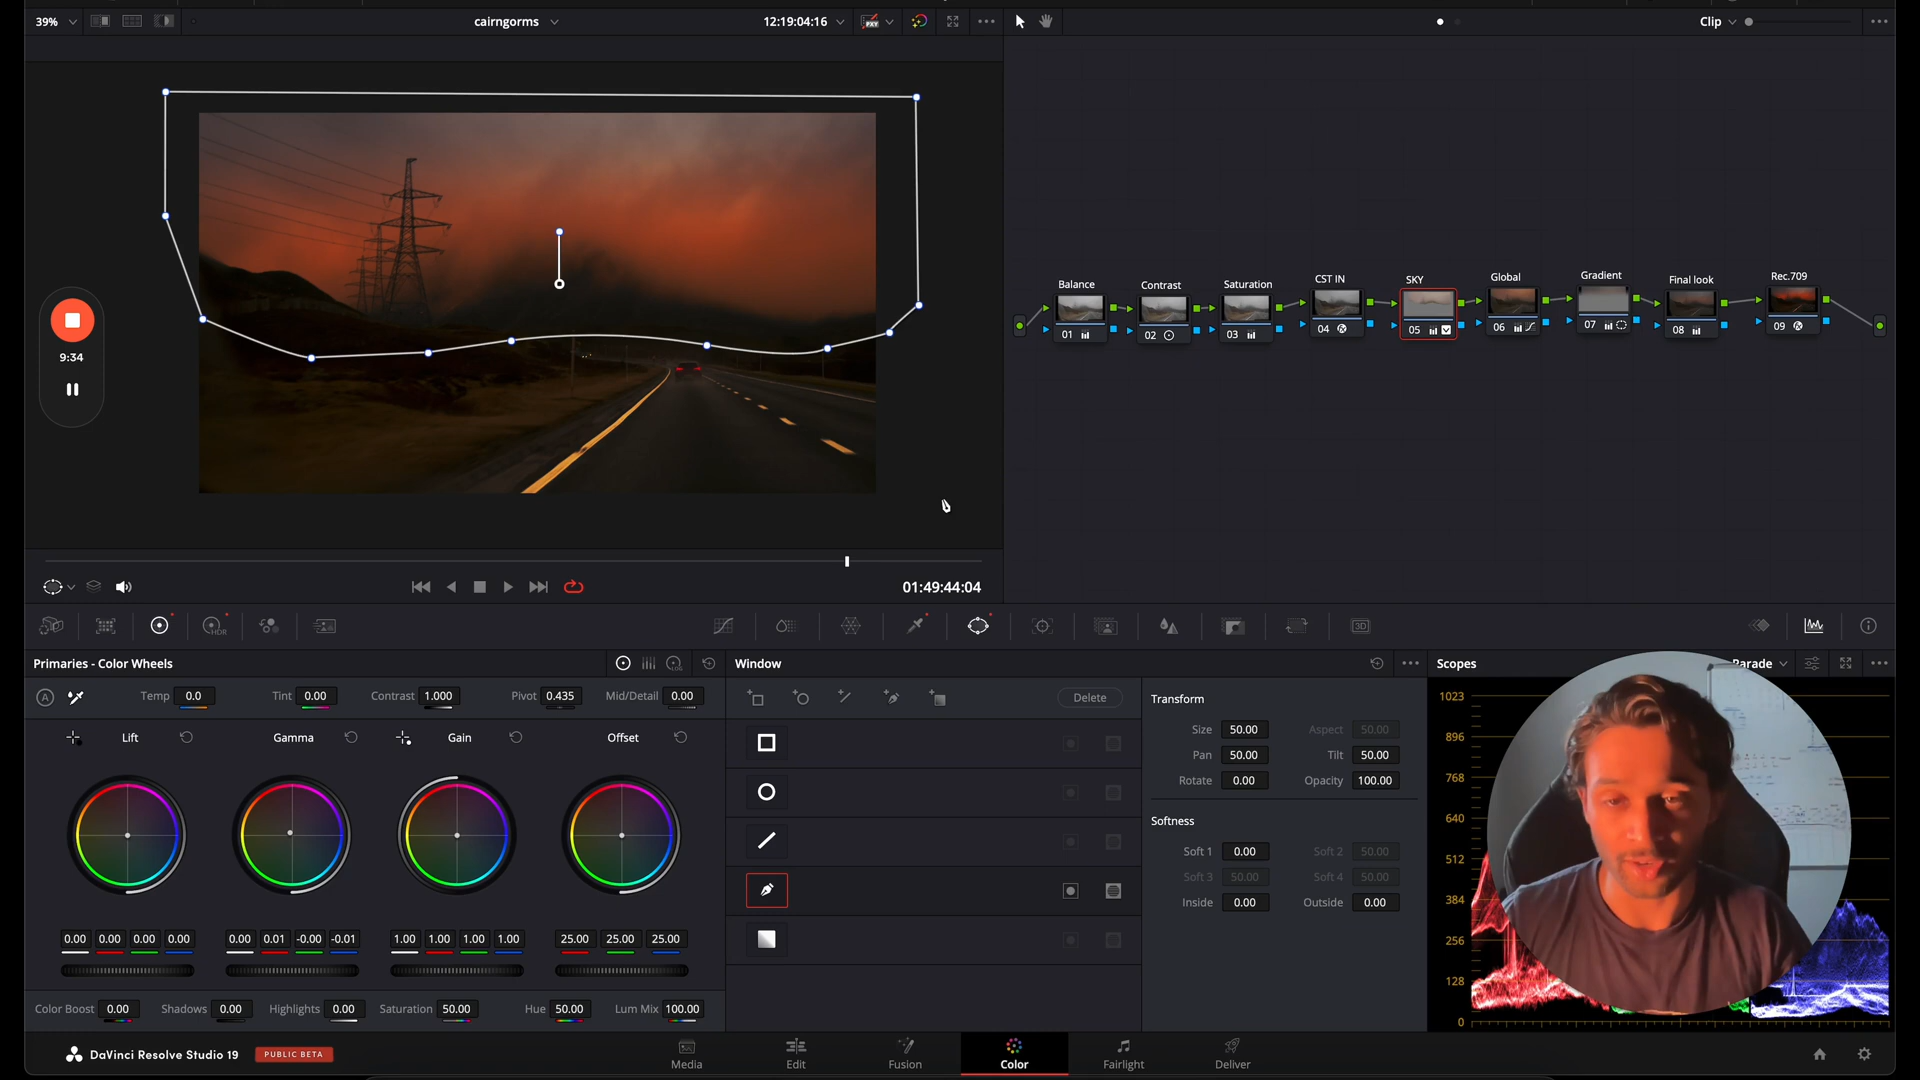 39%
cairngorms
12:19:04:16
Clip
9:34
Balance
Contrast
Saturation
CST IN
SKY
Global
Gradient
Final look
Rec.709
01
02
03
04
05
06
07
08
09
01:49:44:04
HDR
3D
Primaries - Color Wheels
LOG
Window
Scopes
Parade
A
Temp 0.0
Tint 0.00
Contrast 1.000
Pivot 0.435
Mid/Detail 0.00
Delete
Transform
Lift
Gamma
Gain
Offset
Size 50.00
Aspect 50.00
Pan 50.00
Tilt 50.00
Rotate 0.00
Opacity 100.00
Softness
Soft 1 0.00
Soft 2 50.00
Soft 3 50.00
Soft 4 50.00
Inside 0.00
Outside 0.00
1023
896
768
640
512
384
256
128
0
0.00 0.00 0.00 0.00
0.00 0.01 -0.00 -0.01
1.00 1.00 1.00 1.00
25.00 25.00 25.00
Color Boost 0.00
Shadows 0.00
Highlights 0.00
Saturation 50.00
Hue 50.00
Lum Mix 100.00
DaVinci Resolve Studio 19
PUBLIC BETA
Media
Edit
Fusion
Color
Fairlight
Deliver